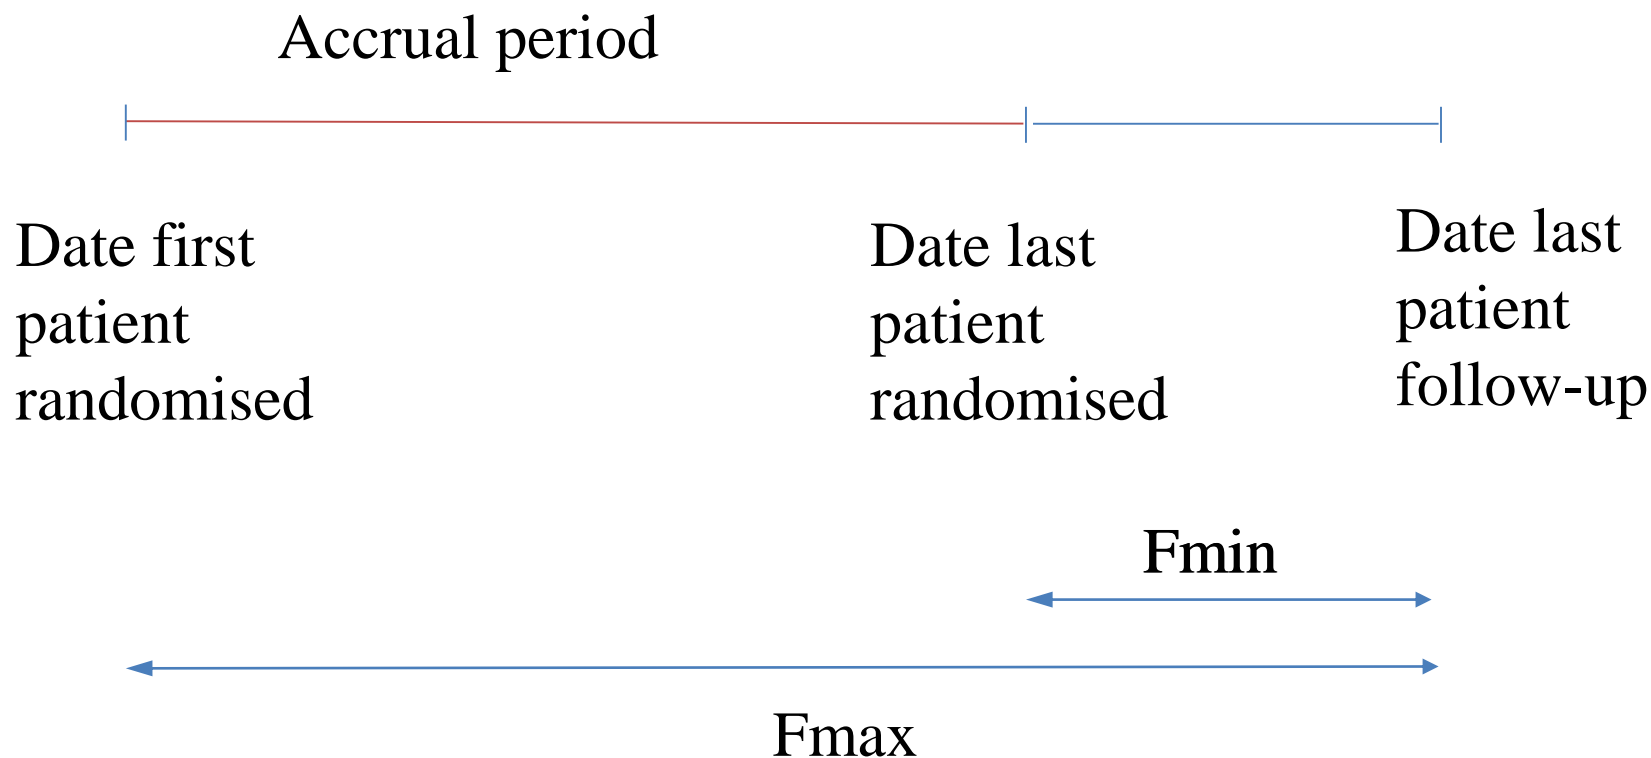 Accrual period
Date first
patient
randomised
Date last
patient
randomised
Date last
patient
follow-up
Fmin
Fmax